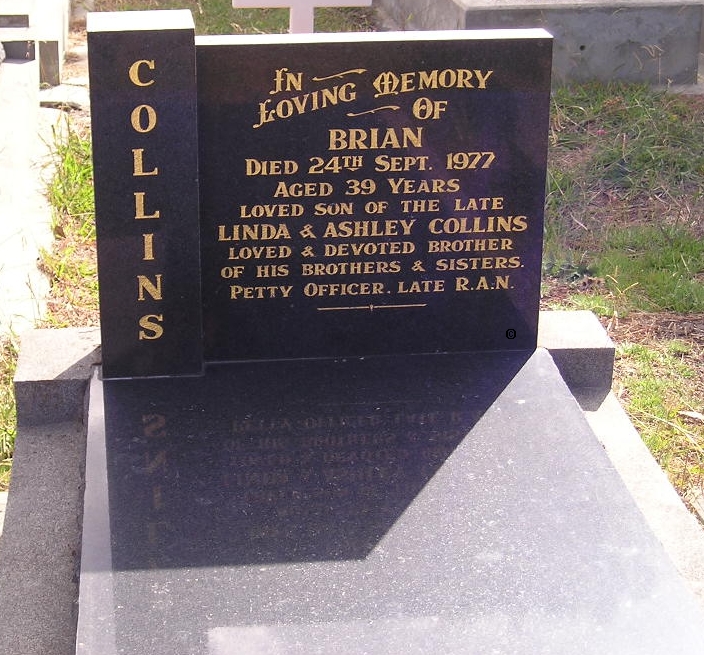 COLLINS
IN
LOVING MEMORY
OF
BRIAN
DIED 24TH SEPT. 1977
AGED 39 YEARS
LOVED SON OF THE LATE
LINDA & ASHLEY COLLINS
LOVED & DEVOTED BROTHER
OF HIS BROTHERS & SISTERS.
PETTY OFFICER. LATE R.A.N.
©